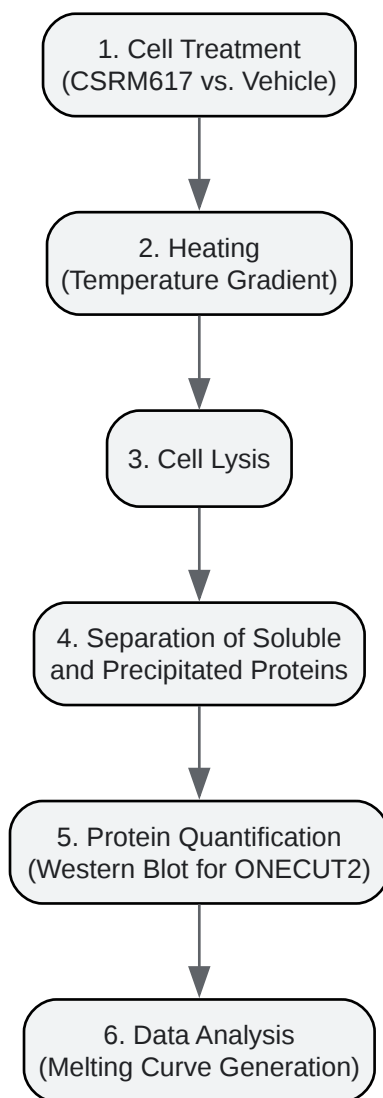 1. Cell Treatment
(CSRM617 vs. Vehicle)
2. Heating
(Temperature Gradient)
3. Cell Lysis
4. Separation of Soluble
and Precipitated Proteins
5. Protein Quantification
(Western Blot for ONECUT2)
6. Data Analysis
(Melting Curve Generation)